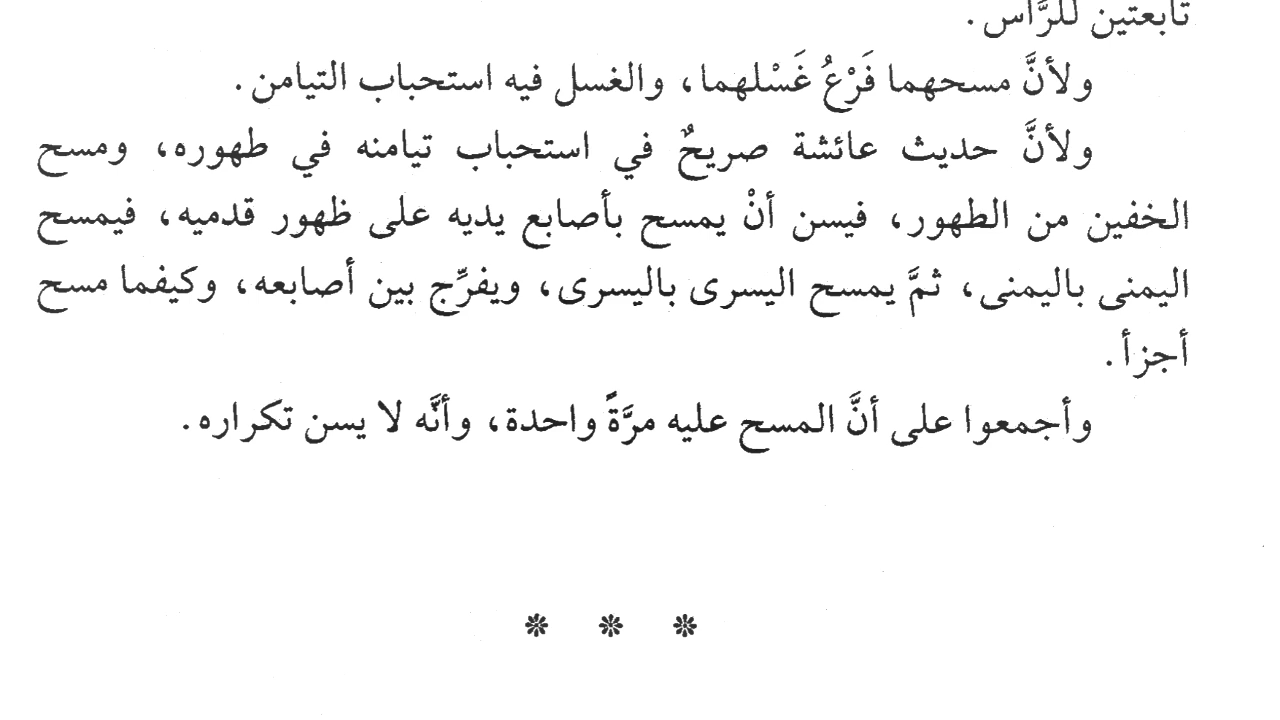 تابعتين للرَّأس.
ولأنَّ مسحهما فَرْعُ غَسْلهما، والغسل فيه استحباب التيامن.
ولأنَّ حديث عائشة صريحٌ في استحباب تيامنه في طهوره، ومسح
الخفين من الطهور، فيسن أنْ يمسح بأصابع يديه على ظهور قدميه، فيمسح
اليمنى باليمنى، ثمَّ يمسح اليسرى باليسرى، ويفرِّج بين أصابعه، وكيفما مسح
أجزأ.
وأجمعوا على أنَّ المسح عليه مرَّةً واحدة، وأنَّه لا يسن تكراره.